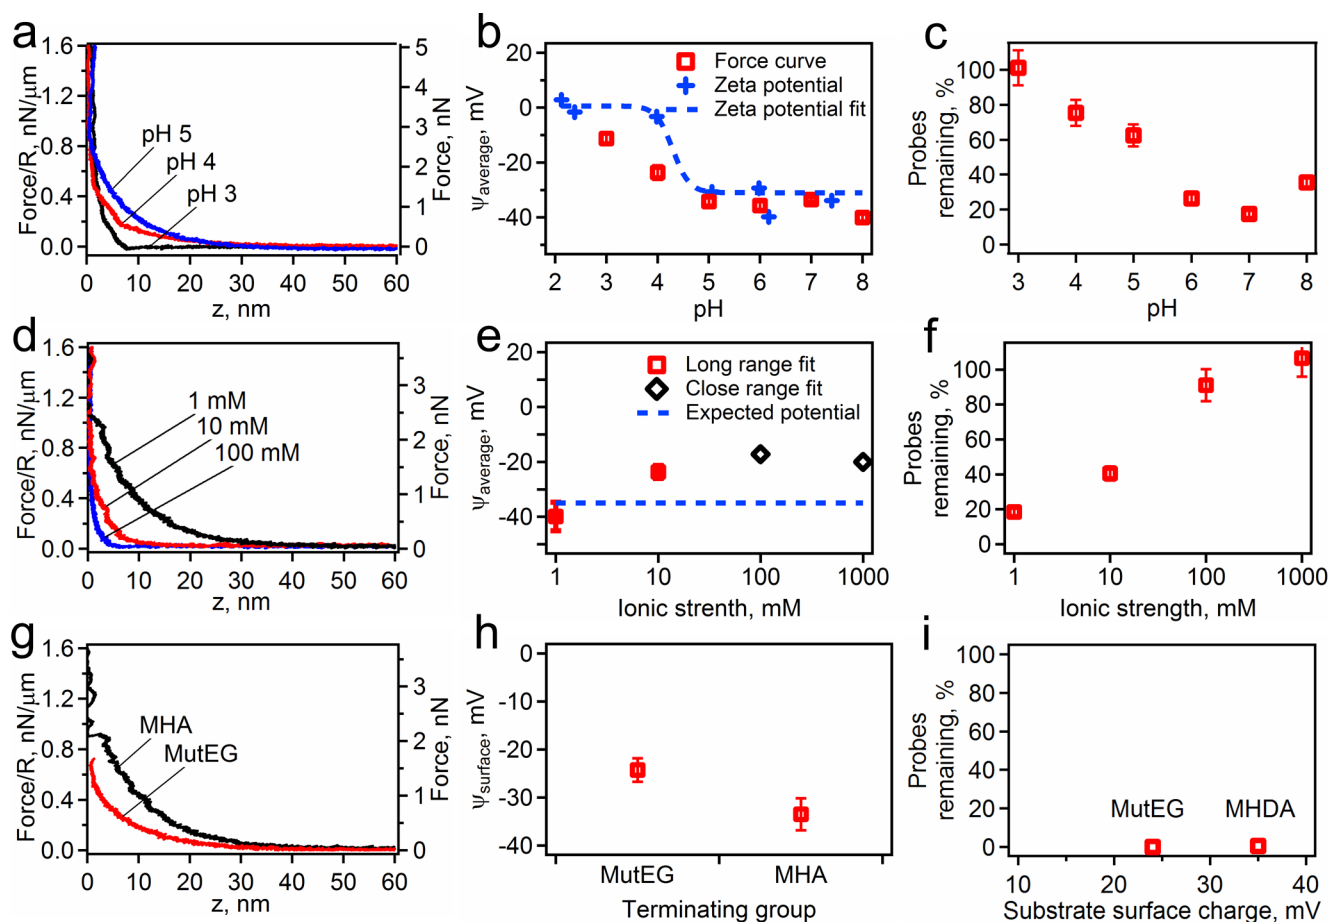 a
1.6
1.2
0.8
0.4
0.0
Force/R, nN/μm
5
4
3
2
1
0
Force, nN
pH 5
pH 4
pH 3
0 10 20 30 40 50 60
z, nm
b
20
0
-20
-40
Ψaverage, mV
Force curve
Zeta potential
Zeta potential fit
2 3 4 5 6 7 8
pH
c
100
80
60
40
20
0
Probes
remaining, %
3 4 5 6 7 8
pH
d
1.6
1.2
0.8
0.4
0.0
Force/R, nN/μm
3
2
1
0
Force, nN
1 mM
10 mM
100 mM
0 10 20 30 40 50 60
z, nm
e
20
0
-20
-40
Ψaverage, mV
Long range fit
Close range fit
Expected potential
1 10 100 1000
Ionic strenth, mM
f
100
80
60
40
20
0
Probes
remaining, %
1 10 100 1000
Ionic strength, mM
g
1.6
1.2
0.8
0.4
0.0
Force/R, nN/μm
3
2
1
0
Force, nN
MHA
MutEG
0 10 20 30 40 50 60
z, nm
h
0
-10
-20
-30
-40
Ψsurface, mV
MutEG MHA
Terminating group
i
100
80
60
40
20
0
Probes
remaining, %
MutEG MHDA
10 20 30 40
Substrate surface charge, mV